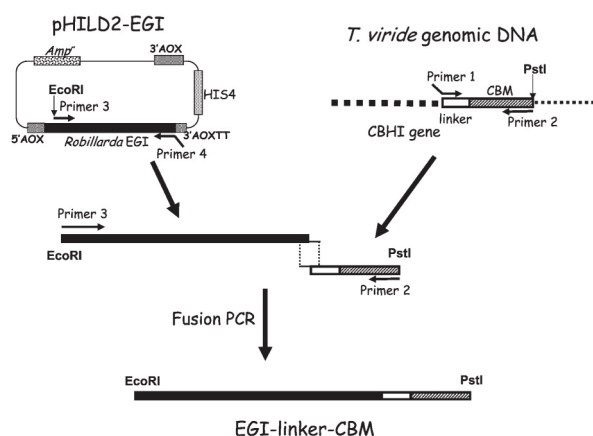 pHILD2-EGI
T. viride genomic DNA
Ampʳ
3'AOX
PstI
Primer 1
EcoRI
HIS4
CBM
Primer 3
Primer 2
5'AOX
3'AOXTT
CBHI gene
linker
Robillarda EGI
Primer 4
Primer 3
EcoRI
PstI
Primer 2
Fusion PCR
EcoRI
PstI
EGI-linker-CBM